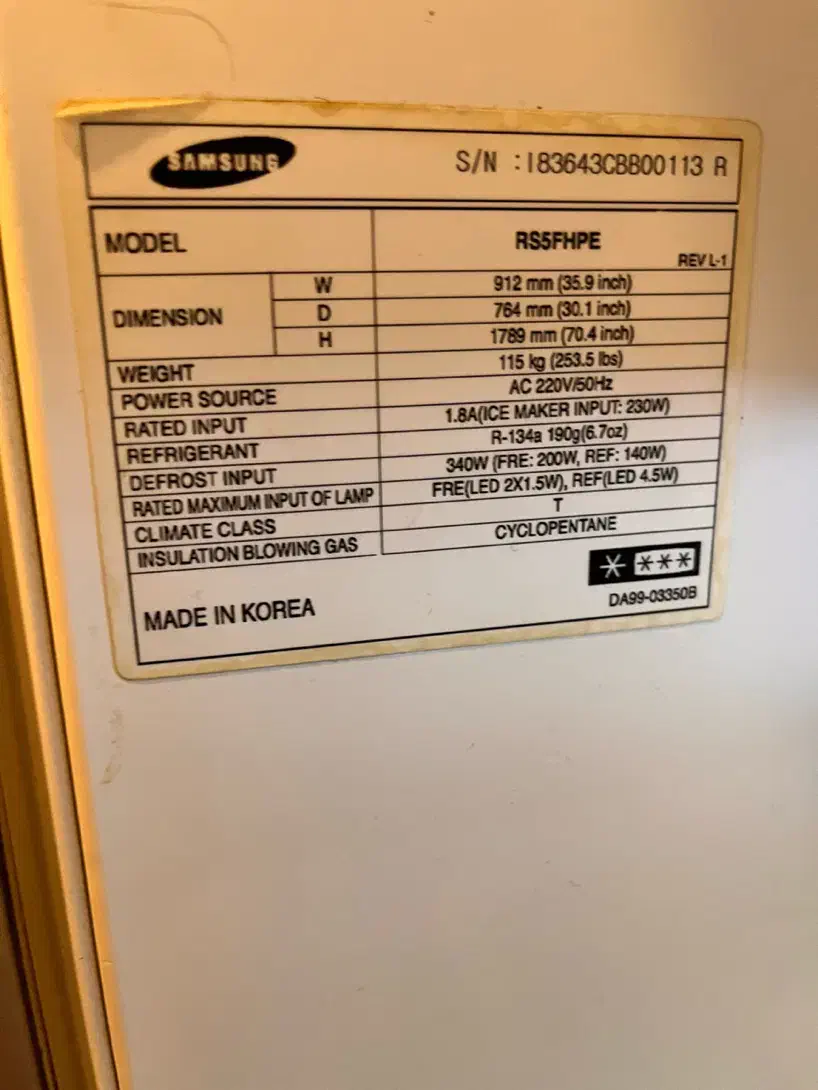 SAMSUNG
S/N : I83643CBB00113 R
MODEL RS5FHPE
REV L-1
DIMENSION
W 912 mm (35.9 inch)
D 764 mm (30.1 inch)
H 1789 mm (70.4 inch)
WEIGHT 115 kg (253.5 lbs)
POWER SOURCE AC 220V/50Hz
RATED INPUT 1.8A(ICE MAKER INPUT: 230W)
REFRIGERANT R-134a 190g(6.7oz)
DEFROST INPUT 340W (FRE: 200W, REF: 140W)
RATED MAXIMUM INPUT OF LAMP FRE(LED 2X1.5W), REF(LED 4.5W)
CLIMATE CLASS T
INSULATION BLOWING GAS CYCLOPENTANE
MADE IN KOREA
DA99-03350B